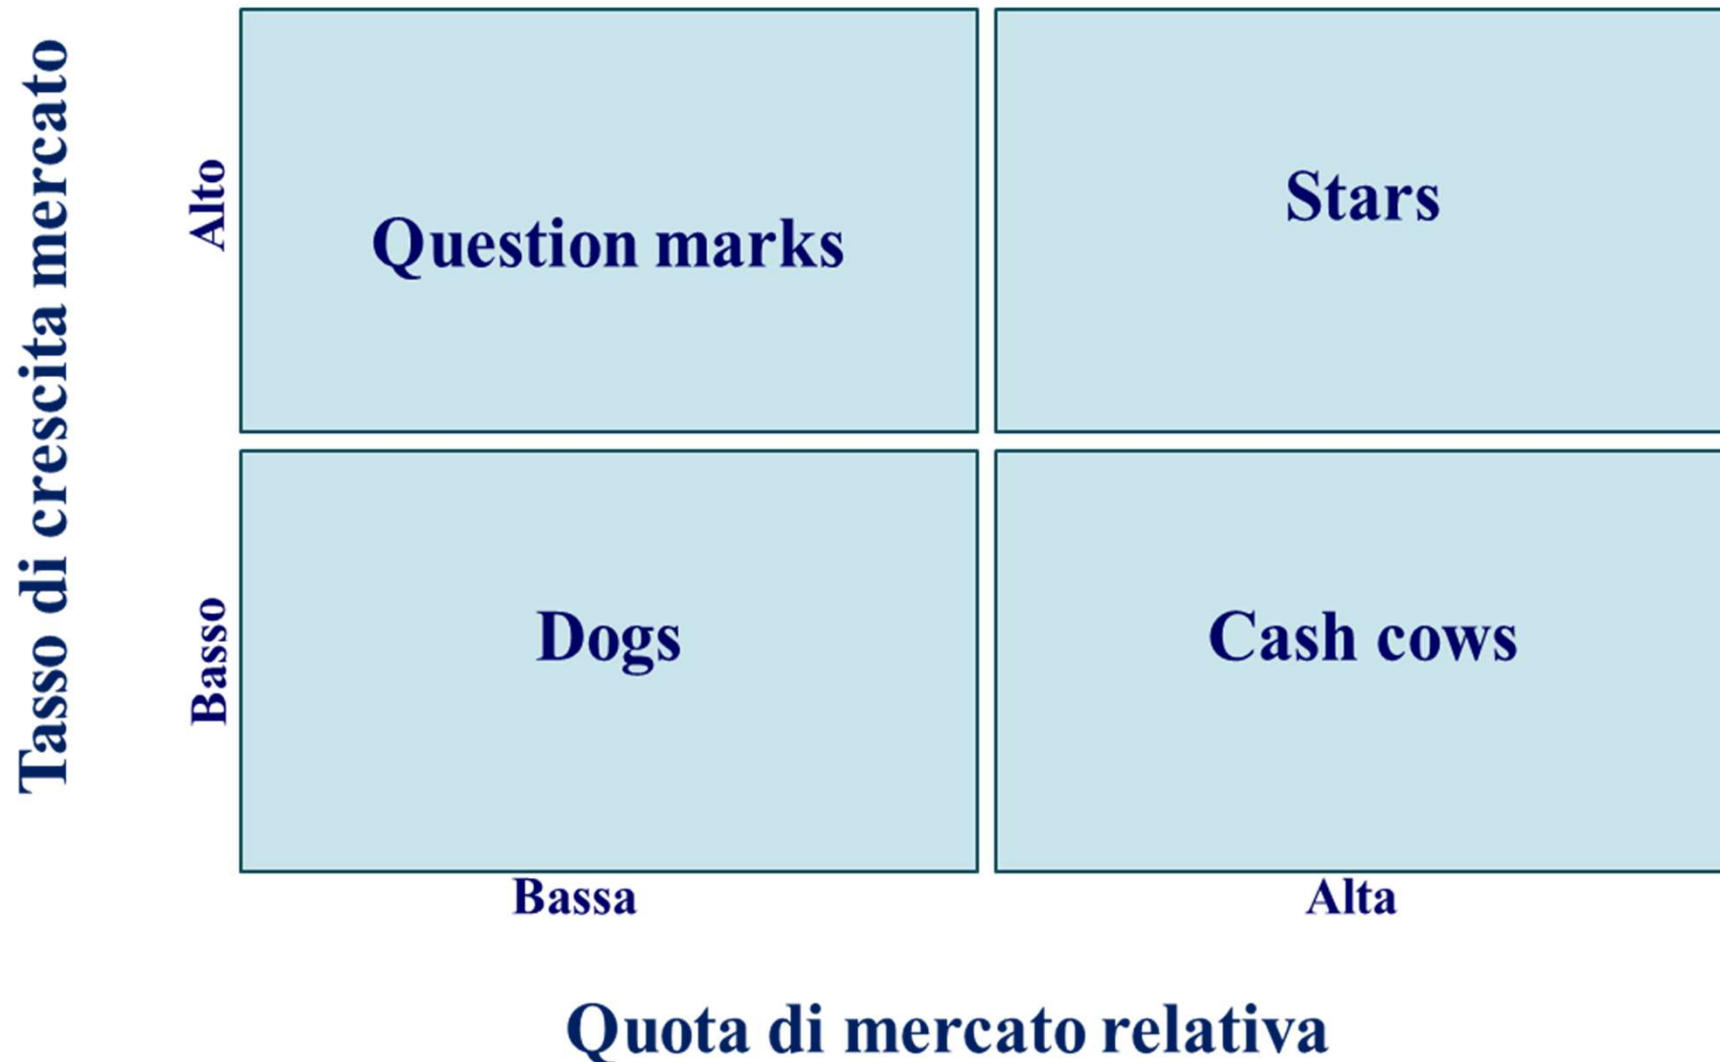 Tasso di crescita mercato
Alto
Question marks
Stars
Basso
Dogs
Cash cows
Bassa
Alta
Quota di mercato relativa